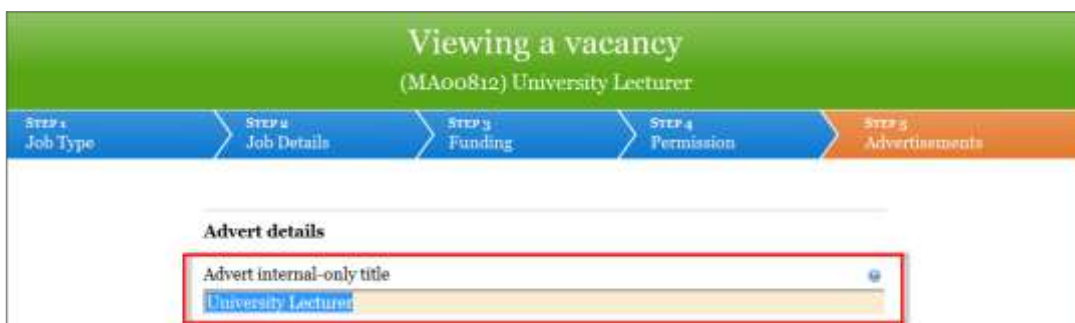 Viewing a vacancy
(MA00812) University Lecturer
STEP 1
Job Type
STEP 2
Job Details
STEP 3
Funding
STEP 4
Permission
STEP 5
Advertisements
Advert details
Advert internal-only title
University Lecturer